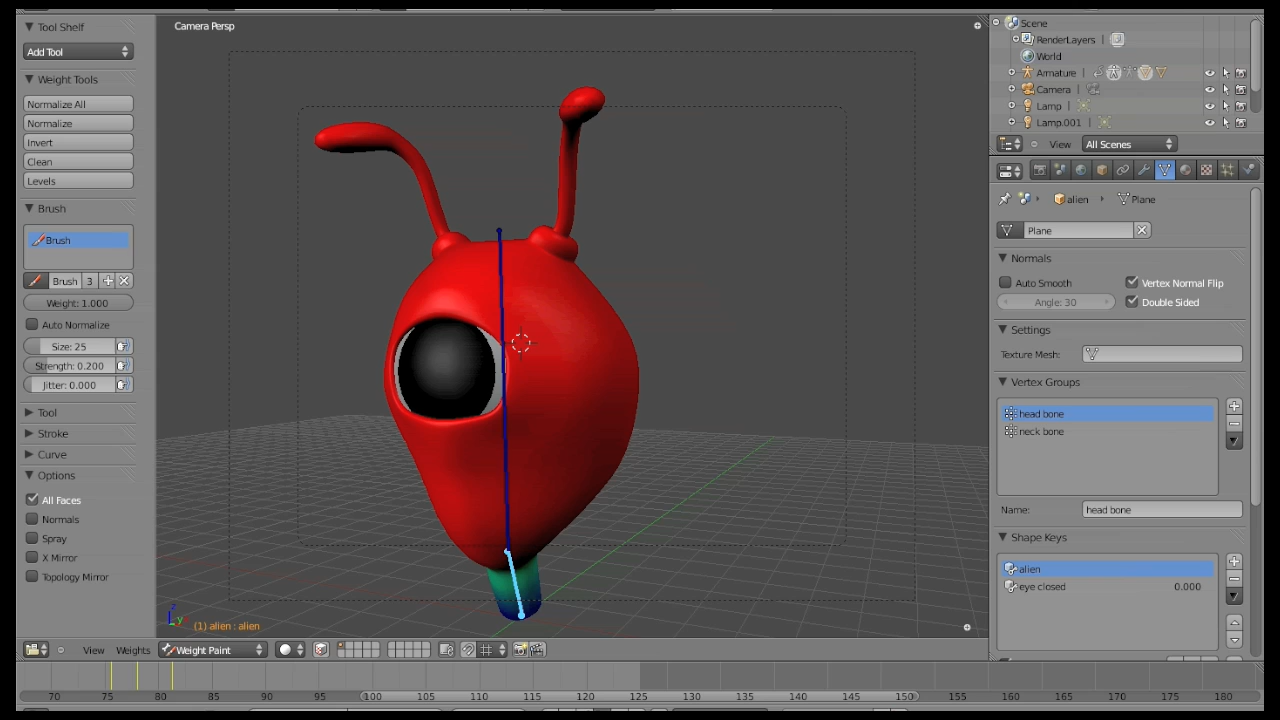 Tool Shelf
Add Tool
Weight Tools
Normalize All
Normalize
Invert
Clean
Levels
Brush
Brush
Brush 3
Weight: 1.000
Auto Normalize
Size: 25
Strength: 0.200
Jitter: 0.000
Tool
Stroke
Curve
Options
All Faces
Normals
Spray
X Mirror
Topology Mirror
Camera Persp
z
y
(1) alien : alien
View Weights Weight Paint
70 75 80 85 90 95 100 105 110 115 120 125 130 135 140 145 150 155 160 165 170 175 180
Scene
RenderLayers
World
Armature
Camera
Lamp
Lamp.001
View All Scenes
alien Plane
Plane
Normals
Auto Smooth Vertex Normal Flip
Angle: 30 Double Sided
Settings
Texture Mesh:
Vertex Groups
head bone
neck bone
Name: head bone
Shape Keys
alien
eye closed 0.000